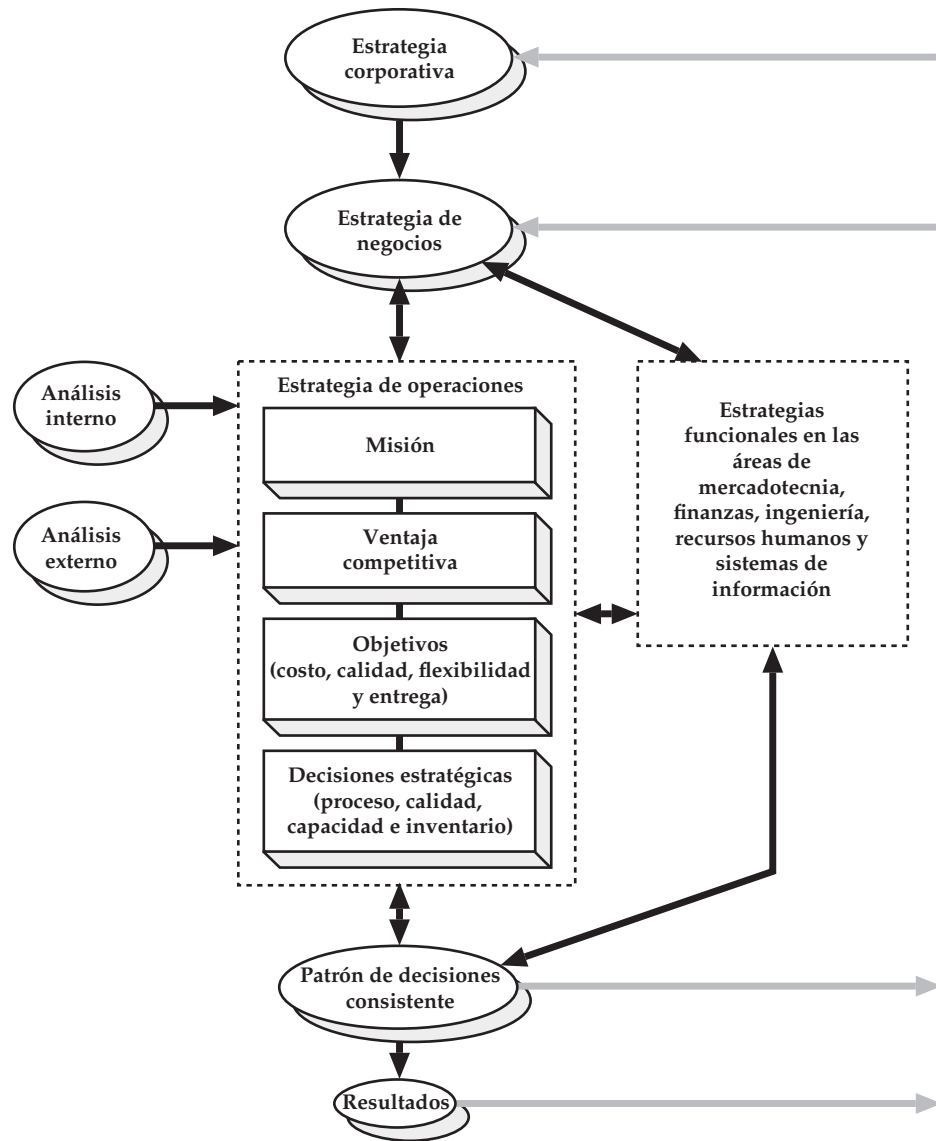 Estrategia
corporativa
Estrategia de
negocios
Análisis
interno
Análisis
externo
Estrategia de operaciones
Misión
Ventaja
competitiva
Objetivos
(costo, calidad, flexibilidad
y entrega)
Decisiones estratégicas
(proceso, calidad,
capacidad e inventario)
Estrategias
funcionales en las
áreas de
mercadotecnia,
finanzas, ingeniería,
recursos humanos y
sistemas de
información
Patrón de decisiones
consistente
Resultados